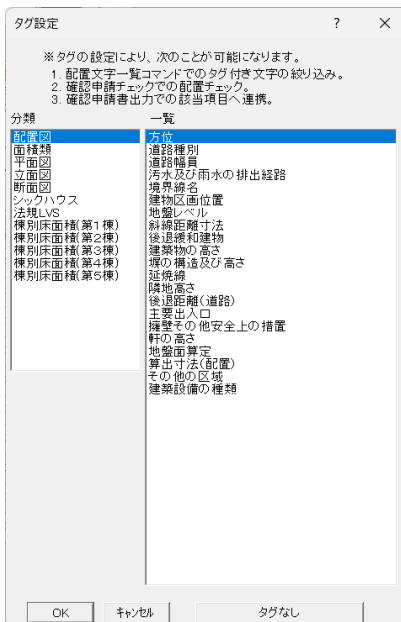 タグ設定
?
×
※タグの設定により、次のことが可能になります。
1. 配置文字一覧コマンドでのタグ付き文字の絞り込み。
2. 確認申請チェックでの配置チェック。
3. 確認申請書出力での該当項目へ連携。
分類
配置図
面積類
平面図
立面図
断面図
シックハウス
法規LVS
棟別床面積(第1棟)
棟別床面積(第2棟)
棟別床面積(第3棟)
棟別床面積(第4棟)
棟別床面積(第5棟)
一覧
方位
道路種別
道路幅員
汚水及び雨水の排出経路
境界線名
建物区画位置
地盤レベル
斜線距離寸法
後退緩和建物
建築物の高さ
塀の構造及び高さ
延焼線
隣地高さ
後退距離(道路)
主要出入口
擁壁その他安全上の措置
軒の高さ
地盤面算定
算出寸法(配置)
その他の区域
建築設備の種類
OK
キャンセル
タグなし